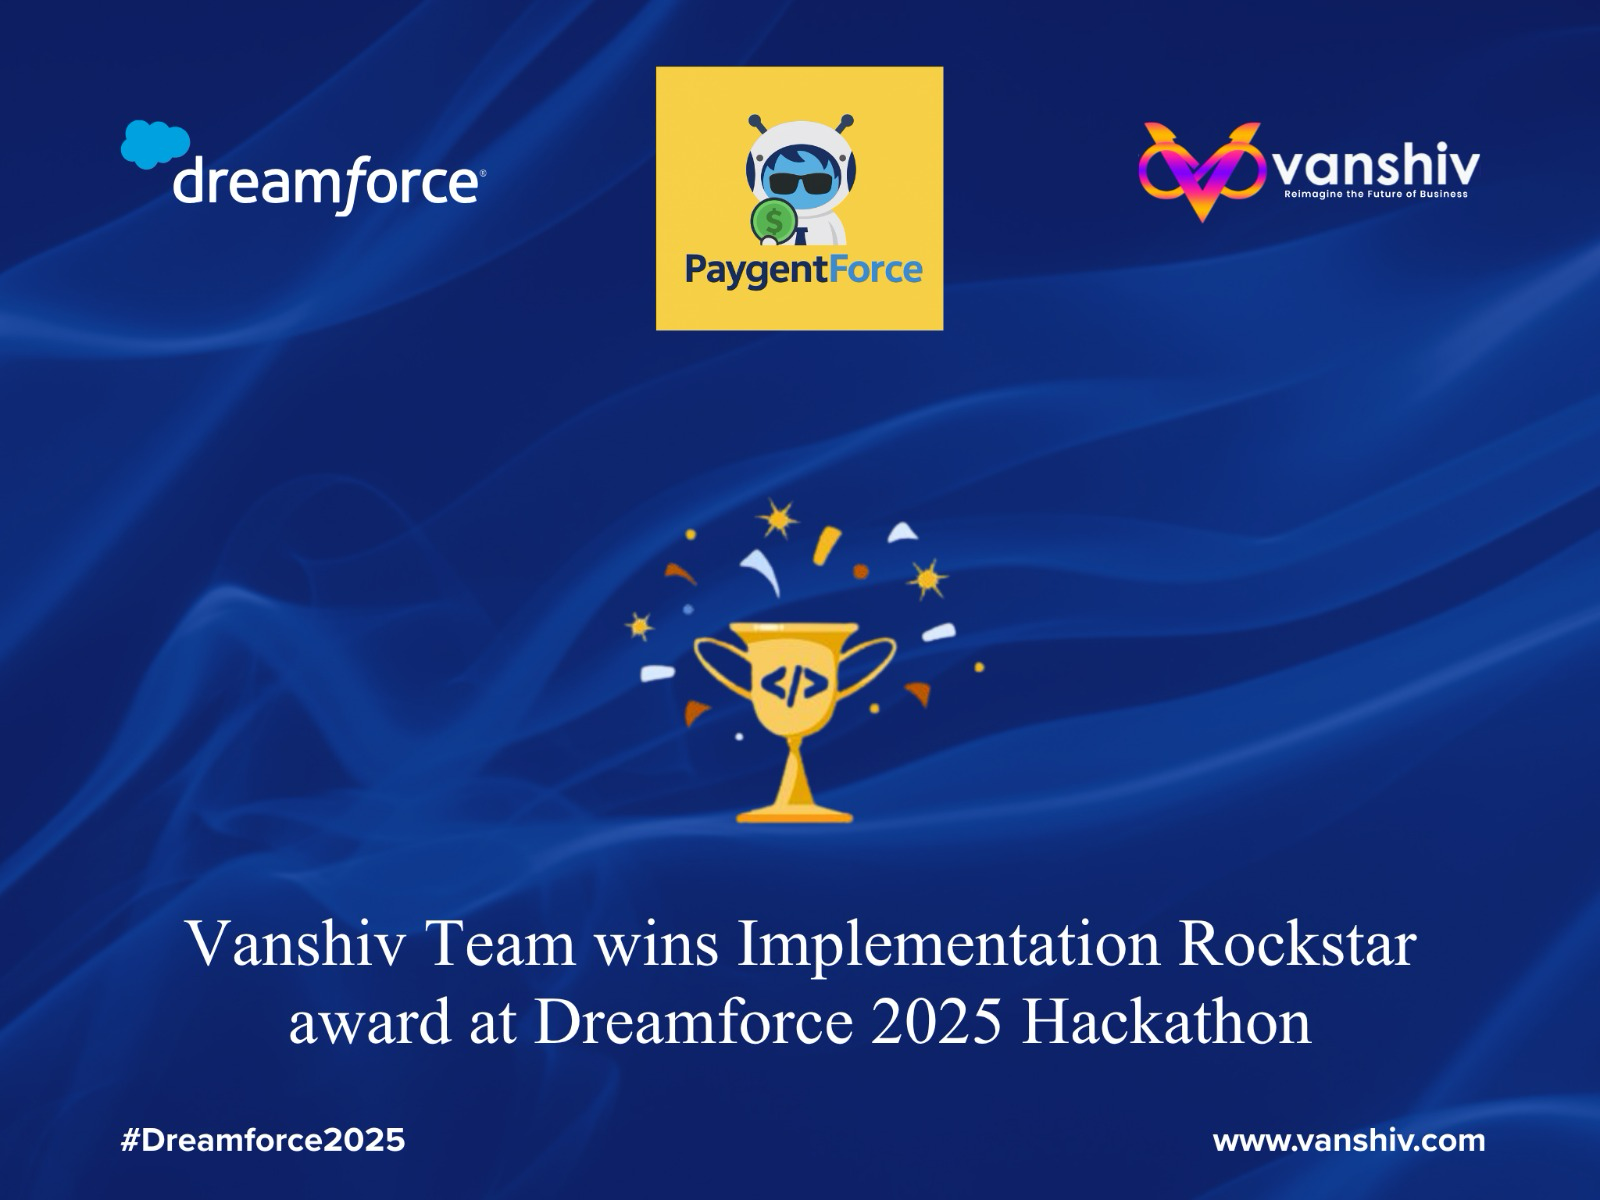 dreamforce®
PaygentForce
vanshiv
Reimagine the Future of Business
$
</>
Vanshiv Team wins Implementation Rockstar
award at Dreamforce 2025 Hackathon
#Dreamforce2025
www.vanshiv.com